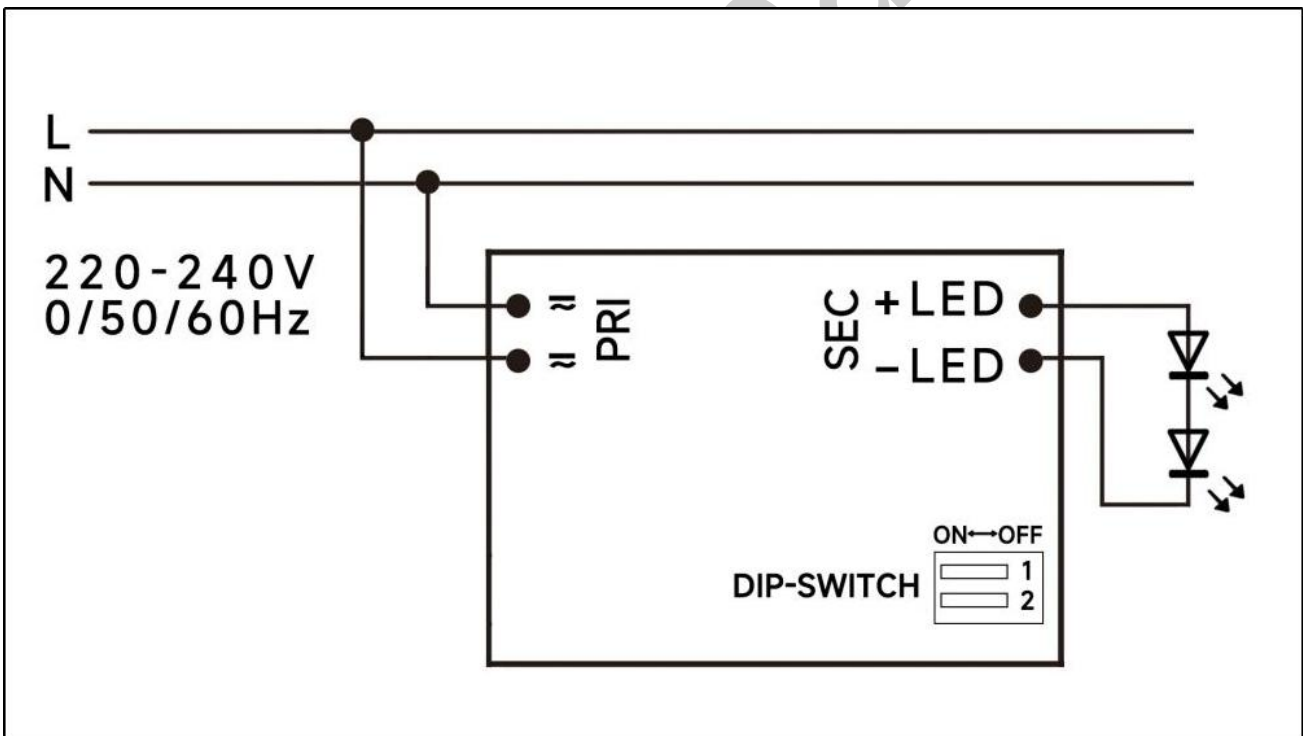 L
N
220-240V
0/50/60Hz
PRI
SEC
+LED
-LED
ON↔OFF
DIP-SWITCH
1
2